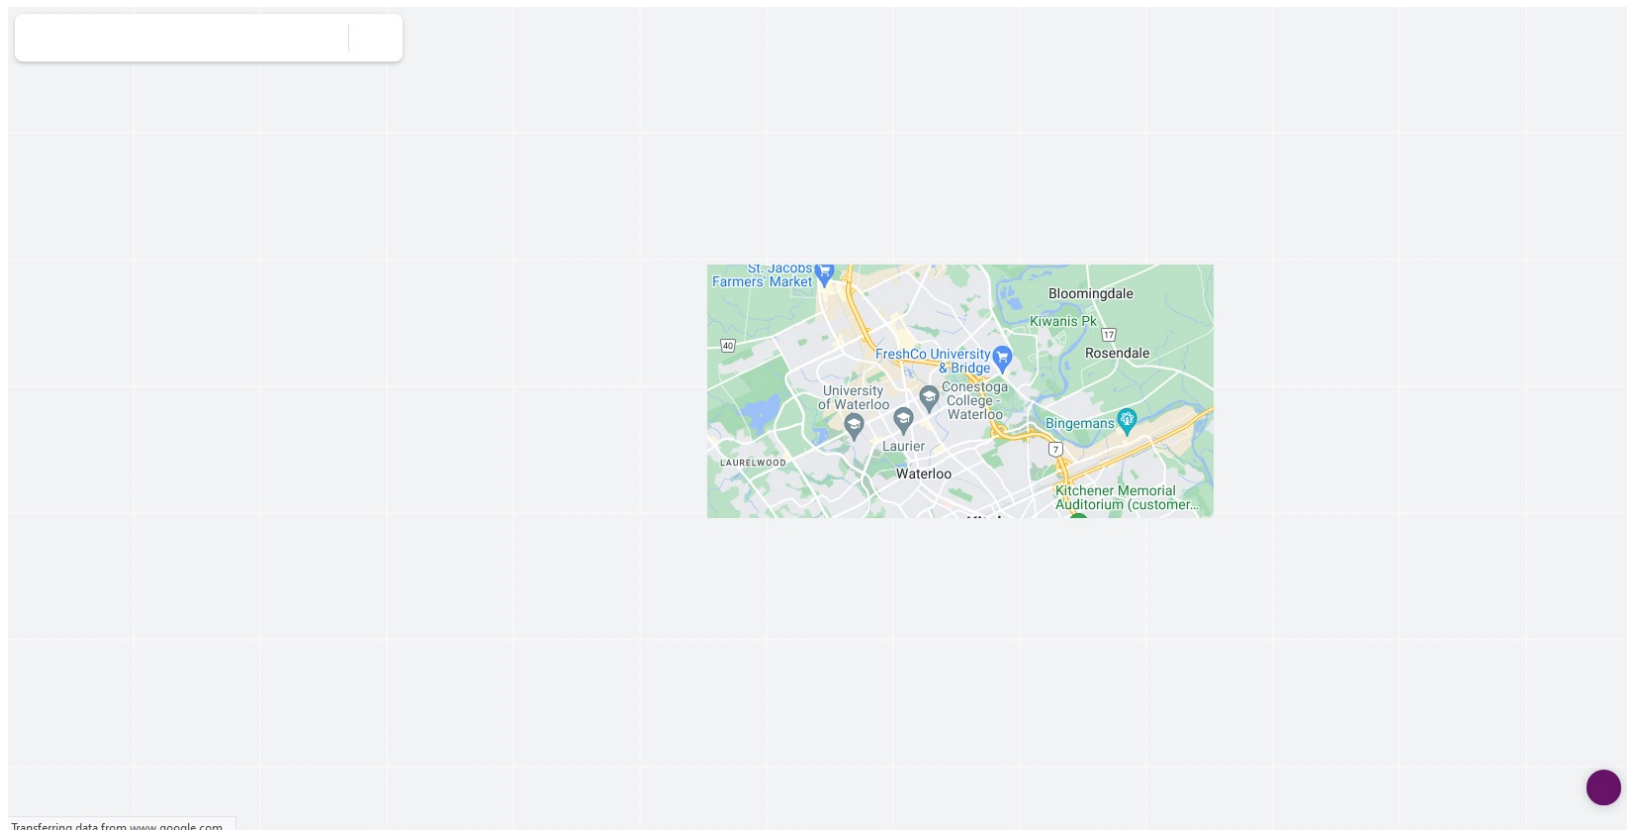 St. Jacobs
Farmers' Market
Bloomingdale
Kiwanis Pk
17
40
FreshCo University
& Bridge
Rosendale
University
of Waterloo
Conestoga
College -
Waterloo
Bingemans
Laurier
7
LAURELWOOD
Waterloo
Kitchener Memorial
Auditorium (customer...
Transferring data from www.google.com...